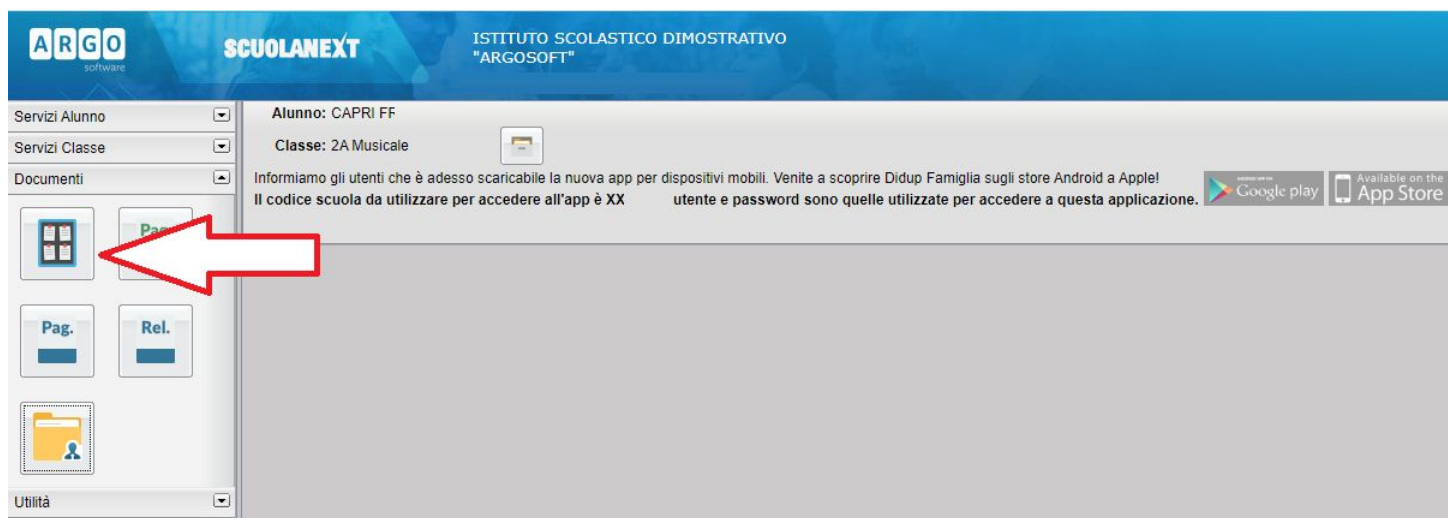 ARGO
software
SCUOLANEXT
ISTITUTO SCOLASTICO DIMOSTRATIVO
"ARGOSOFT"
Servizi Alunno
Servizi Classe
Documenti
Pag.
Rel.
Utilità
Alunno: CAPRI FF
Classe: 2A Musicale
Informiamo gli utenti che è adesso scaricabile la nuova app per dispositivi mobili. Venite a scoprire Didup Famiglia sugli store Android a Apple!
Il codice scuola da utilizzare per accedere all'app è XX utente e password sono quelle utilizzate per accedere a questa applicazione.
Google play
Available on the
App Store